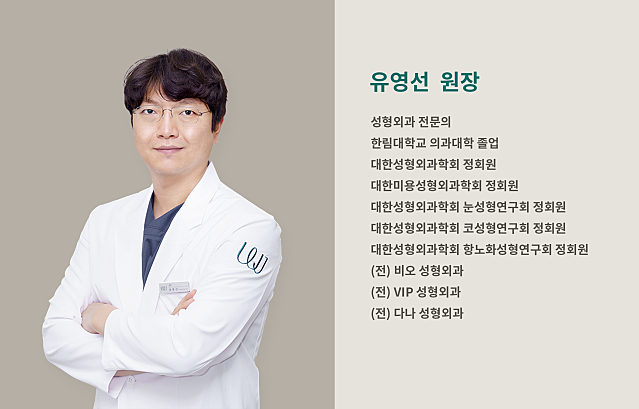 유영선 원장
성형외과 전문의
한림대학교 의과대학 졸업
대한성형외과학회 정회원
대한미용성형외과학회 정회원
대한성형외과학회 눈성형연구회 정회원
대한성형외과학회 코성형연구회 정회원
대한성형외과학회 항노화성형연구회 정회원
(전) 비오 성형외과
(전) VIP 성형외과
(전) 다나 성형외과